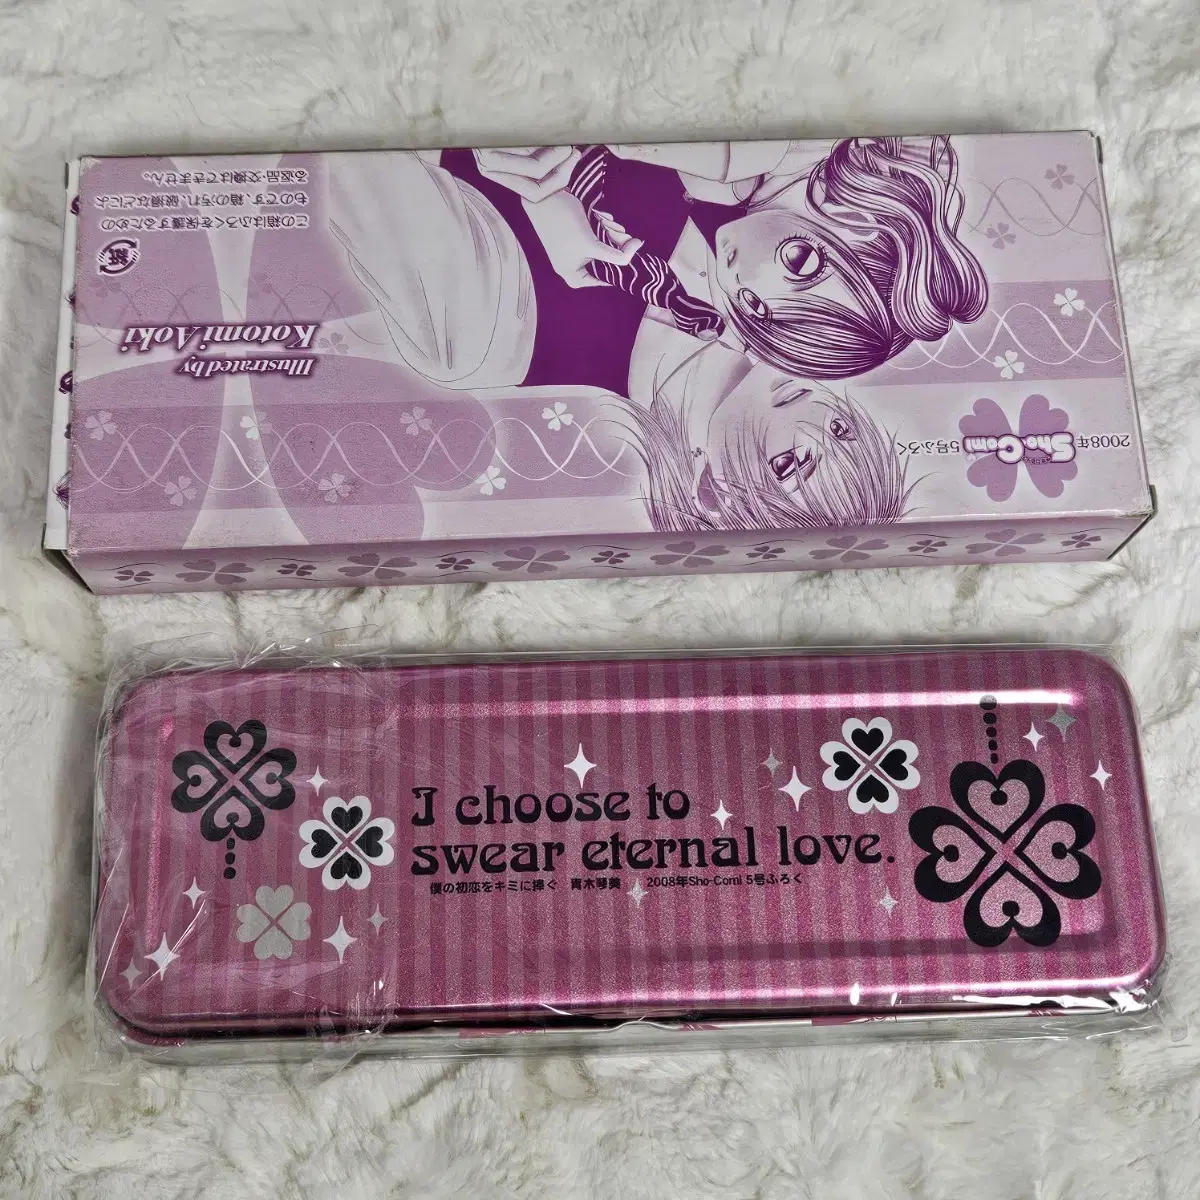 この箱はふろくを保護するための
ものです。箱の汚れ、破損などによ
る返品・交換はできません。
紙
Illustrated by
Kotomi Aoki
2008年
Sho-Comi
5号ふろく
I choose to
swear eternal love.
僕の初恋をキミに捧ぐ 青木琴美 2008年Sho-Comi 5号ふろく